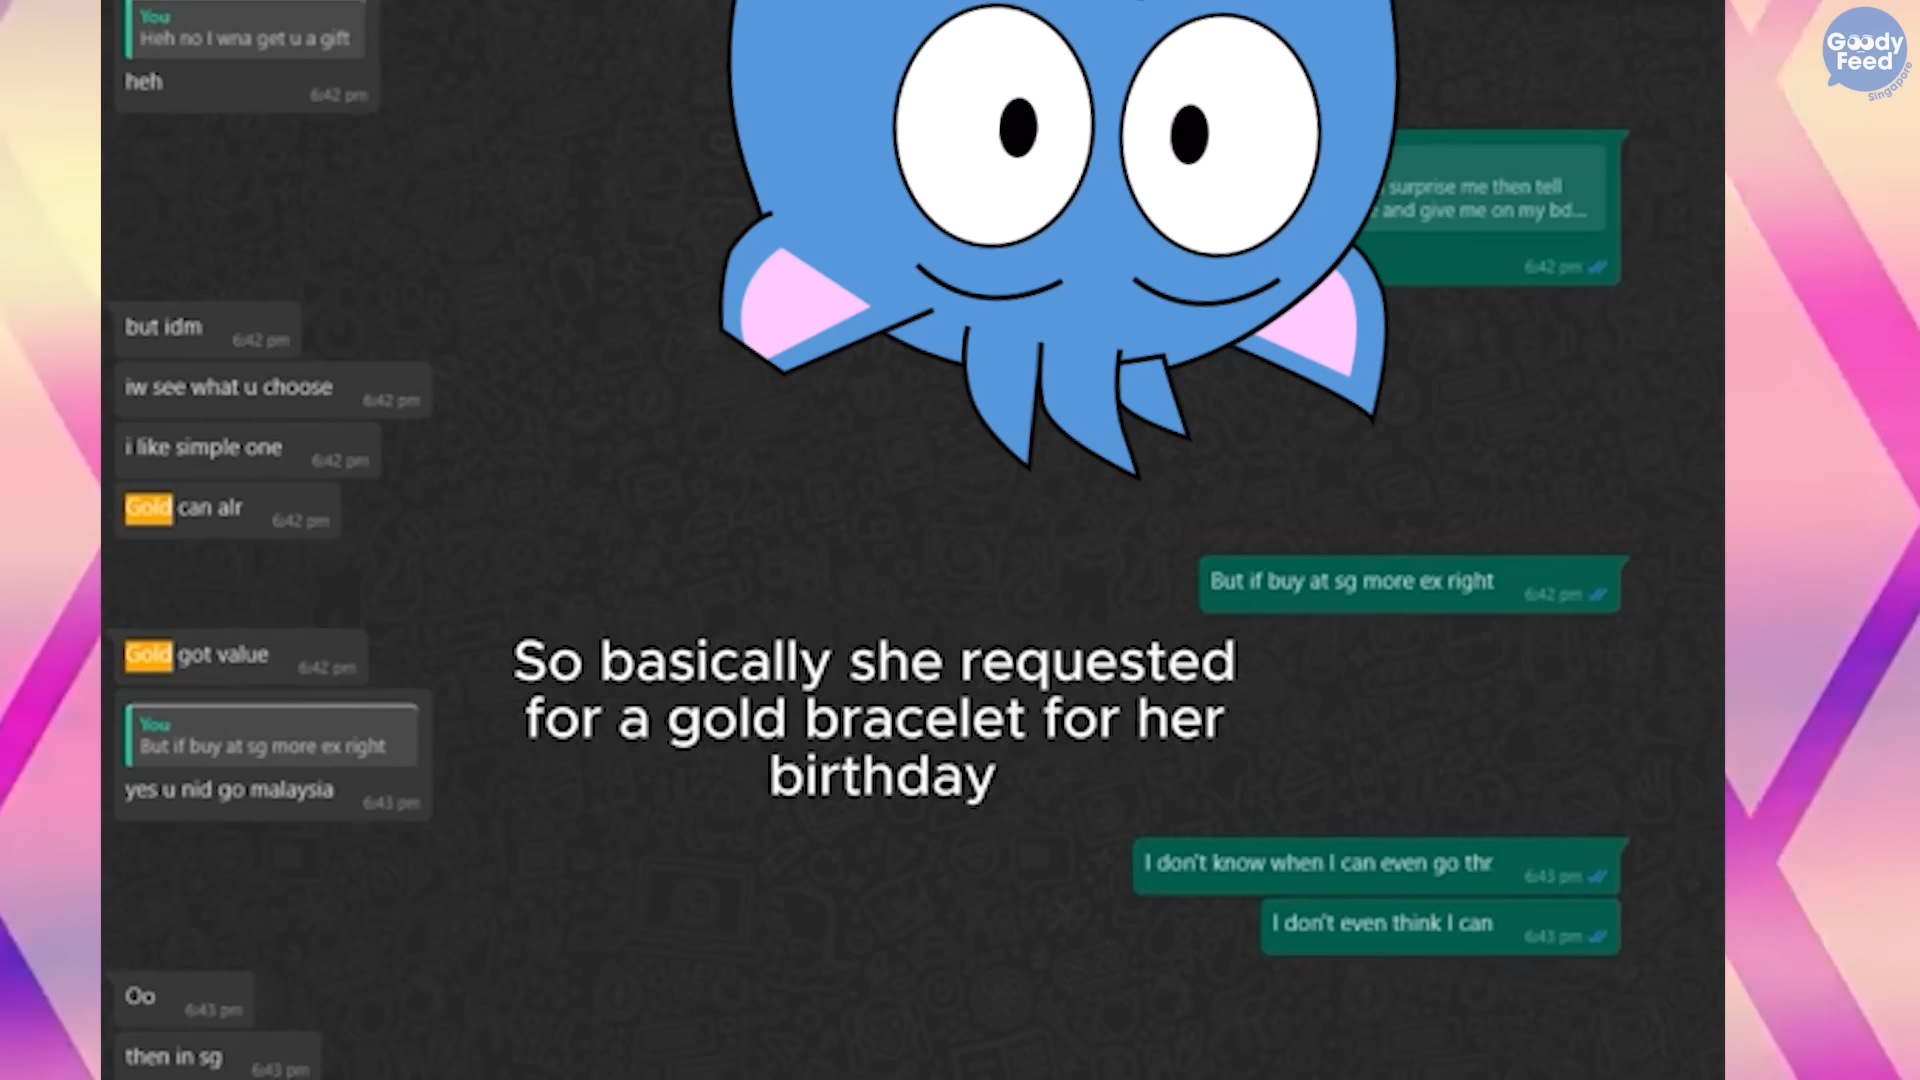 You
Heh no I wna get u a gift
heh
6:42 pm
Goody
Feed
Singapore
surprise me then tell
and give me on my bd...
6:42 pm
but idm
6:42 pm
iw see what u choose
6:42 pm
i like simple one
6:42 pm
Gold can alr
6:42 pm
But if buy at sg more ex right
6:42 pm
Gold got value
6:42 pm
So basically she requested
for a gold bracelet for her
birthday
You
But if buy at sg more ex right
yes u nid go malaysia
6:43 pm
I don't know when I can even go thr
6:43 pm
I don't even think I can
6:43 pm
Oo
6:43 pm
then in sg
6:43 pm